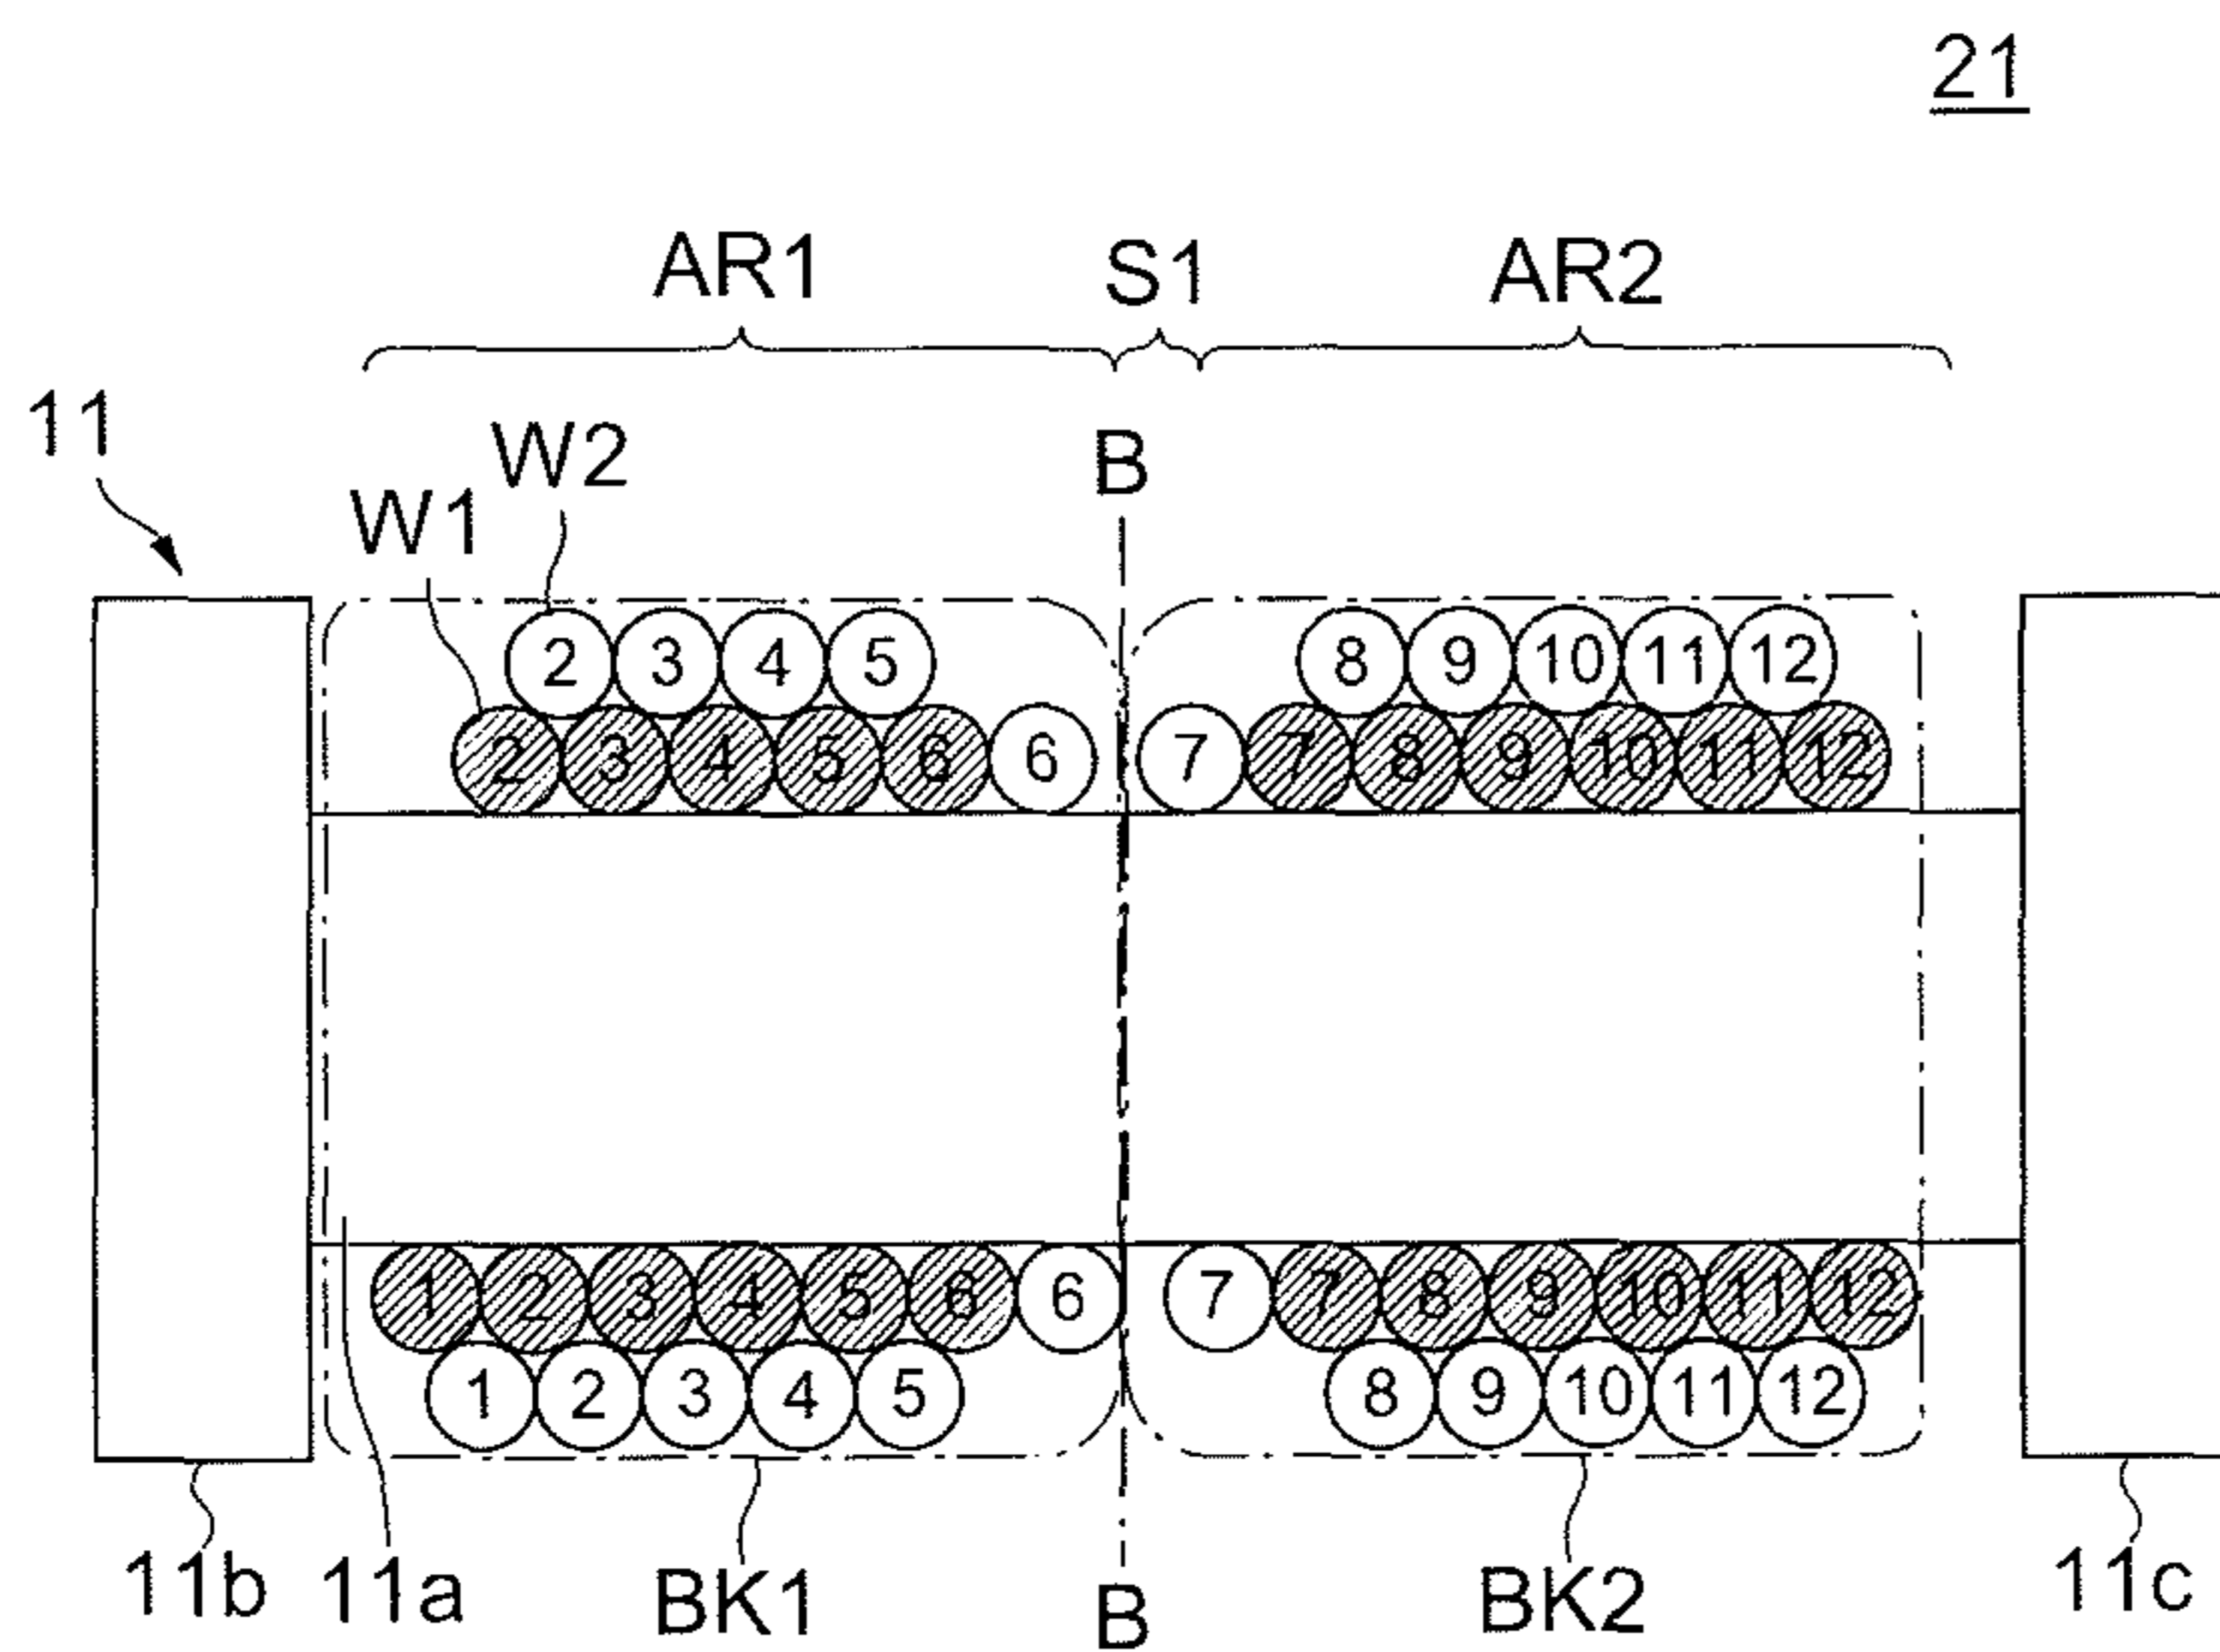 21
AR1 S1 AR2
11
W2
B
W1
2 3 4 5 8 9 10 11 12
2 3 4 5 6 6 7 7 8 9 10 11 12
1 2 3 4 5 6 6 7 7 8 9 10 11 12
1 2 3 4 5 8 9 10 11 12
11b 11a BK1 B BK2 11c